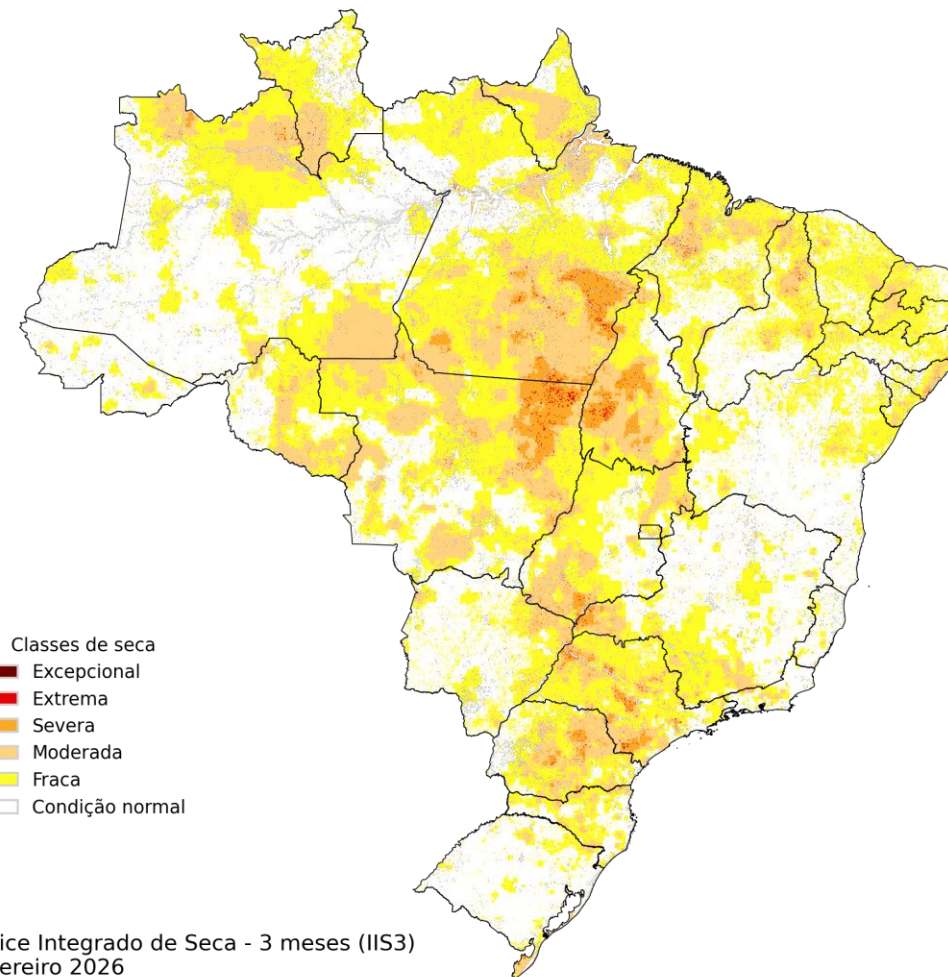 Classes de seca
Excepcional
Extrema
Severa
Moderada
Fraca
Condição normal
ice Integrado de Seca - 3 meses (IIS3)
ereiro 2026